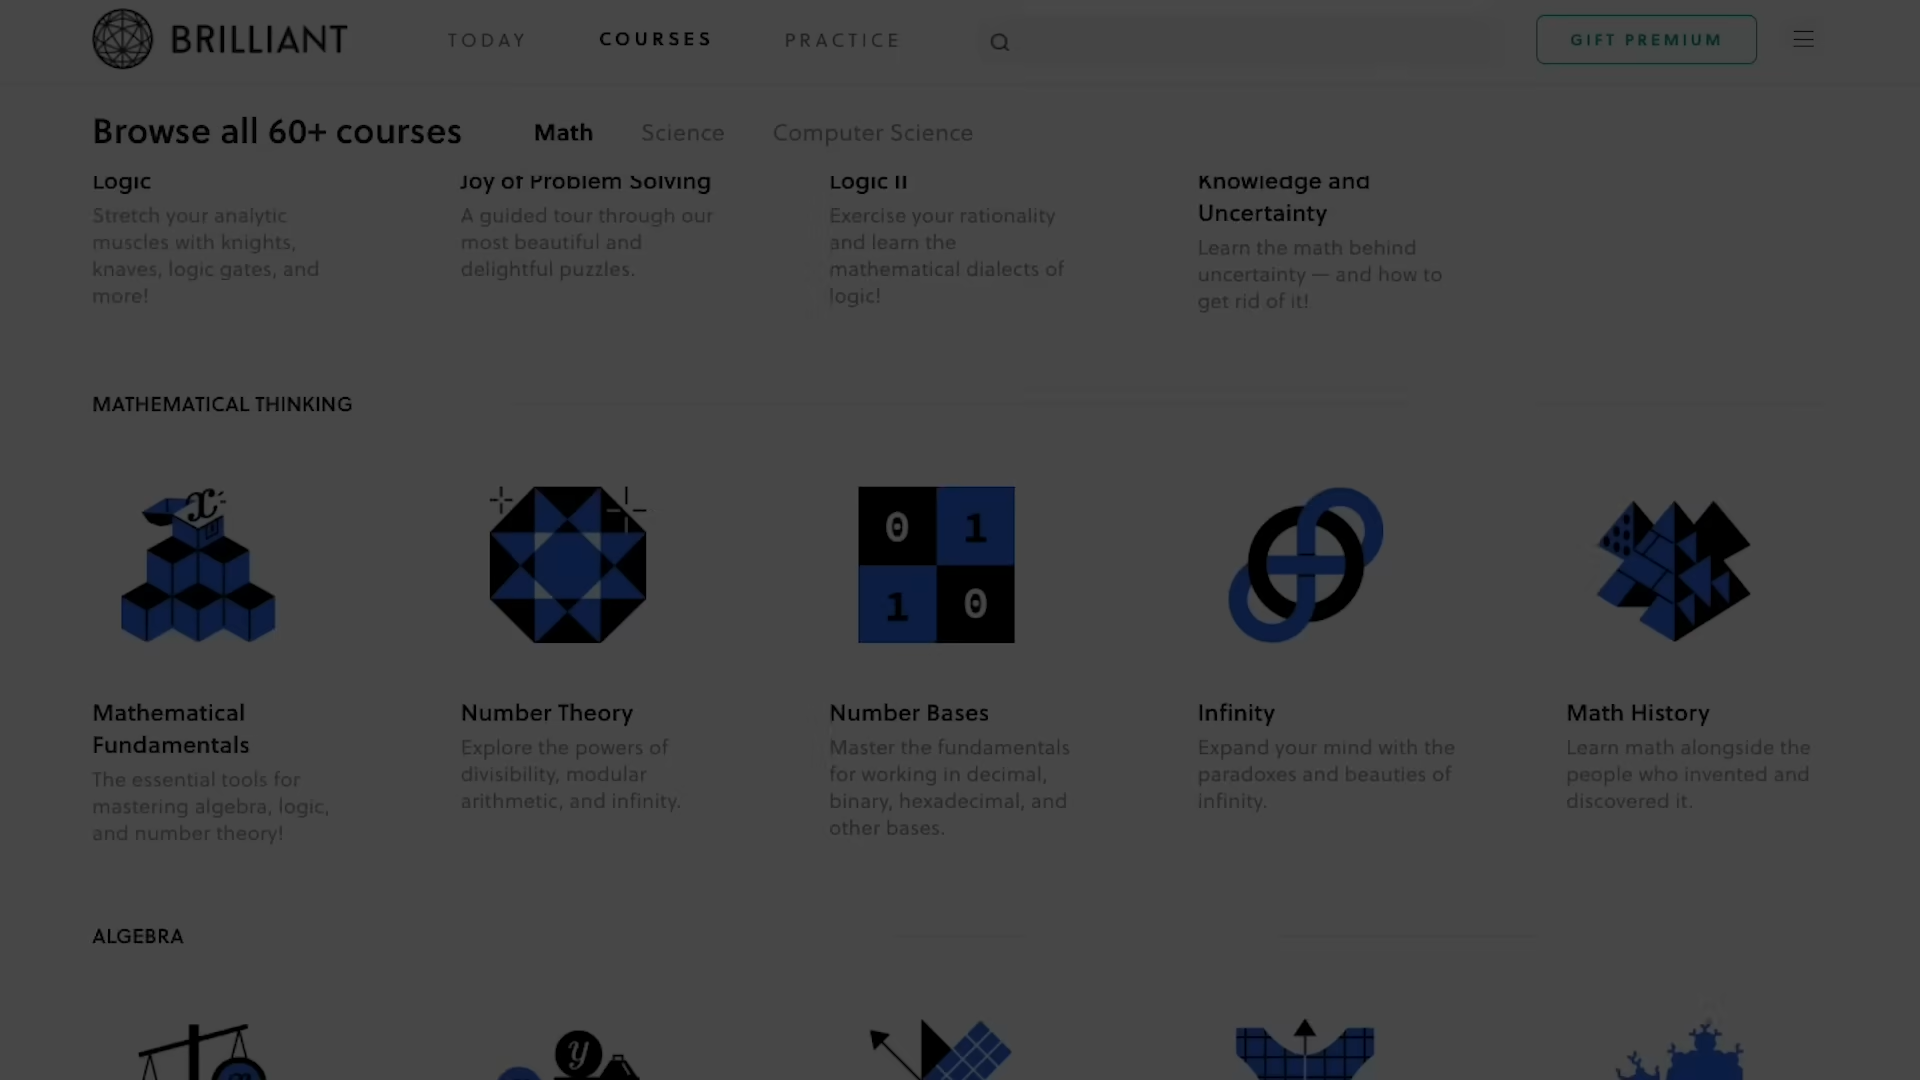 BRILLIANT
TODAY
COURSES
PRACTICE
GIFT PREMIUM
Browse all 60+ courses
Math
Science
Computer Science
Logic
Stretch your analytic
muscles with knights,
knaves, logic gates, and
more!
Joy of Problem Solving
A guided tour through our
most beautiful and
delightful puzzles.
Logic II
Exercise your rationality
and learn the
mathematical dialects of
logic!
Knowledge and
Uncertainty
Learn the math behind
uncertainty — and how to
get rid of it!
MATHEMATICAL THINKING
x
0 1
1 0
Mathematical
Fundamentals
The essential tools for
mastering algebra, logic,
and number theory!
Number Theory
Explore the powers of
divisibility, modular
arithmetic, and infinity.
Number Bases
Master the fundamentals
for working in decimal,
binary, hexadecimal, and
other bases.
Infinity
Expand your mind with the
paradoxes and beauties of
infinity.
Math History
Learn math alongside the
people who invented and
discovered it.
ALGEBRA
y